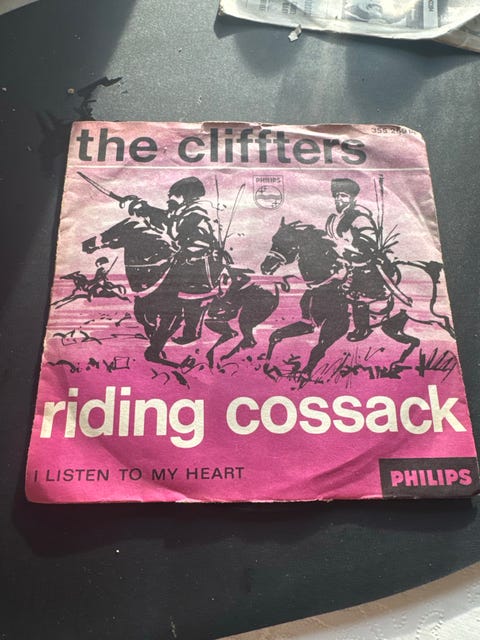 the cliffters
PHILIPS
riding cossack
I LISTEN TO MY HEART
PHILIPS